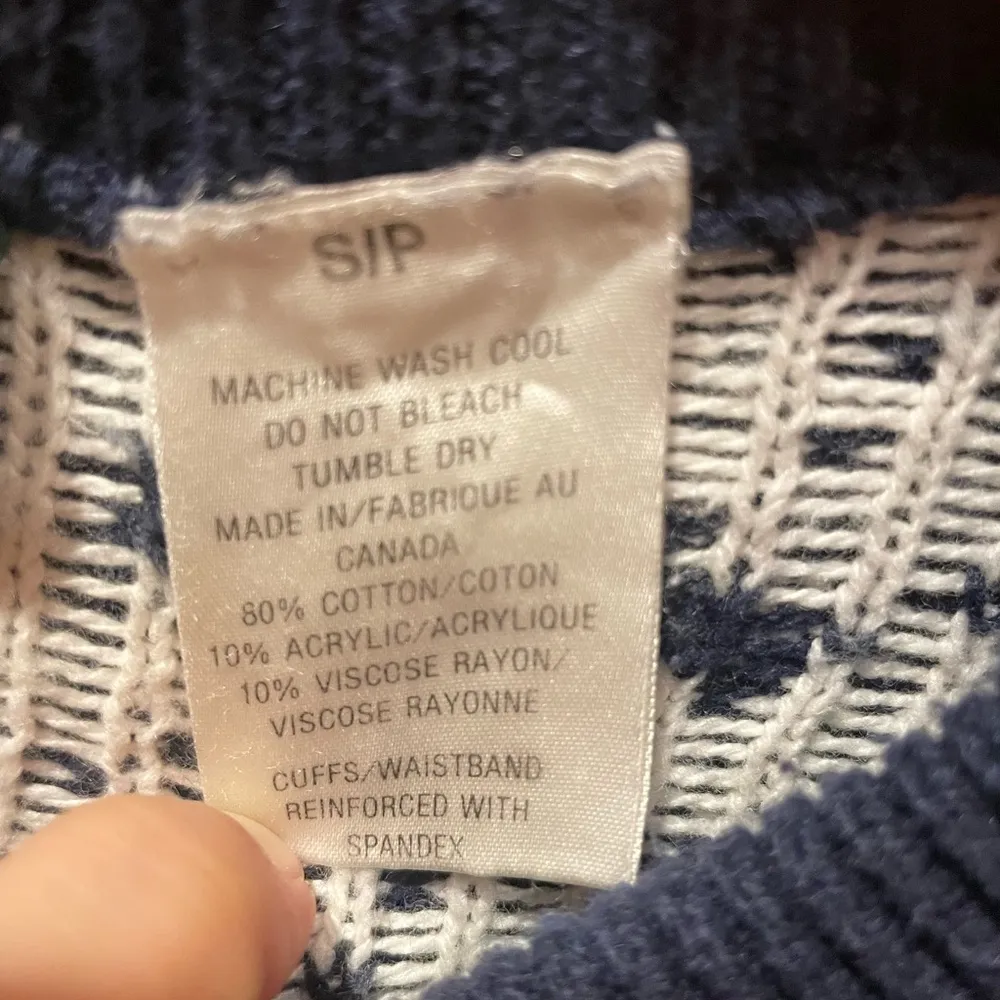 S/P
MACHINE WASH COOL
DO NOT BLEACH
TUMBLE DRY
MADE IN/FABRIQUE AU
CANADA
80% COTTON/COTON
10% ACRYLIC/ACRYLIQUE
10% VISCOSE RAYON/
VISCOSE RAYONNE
CUFFS/WAISTBAND
REINFORCED WITH
SPANDEX